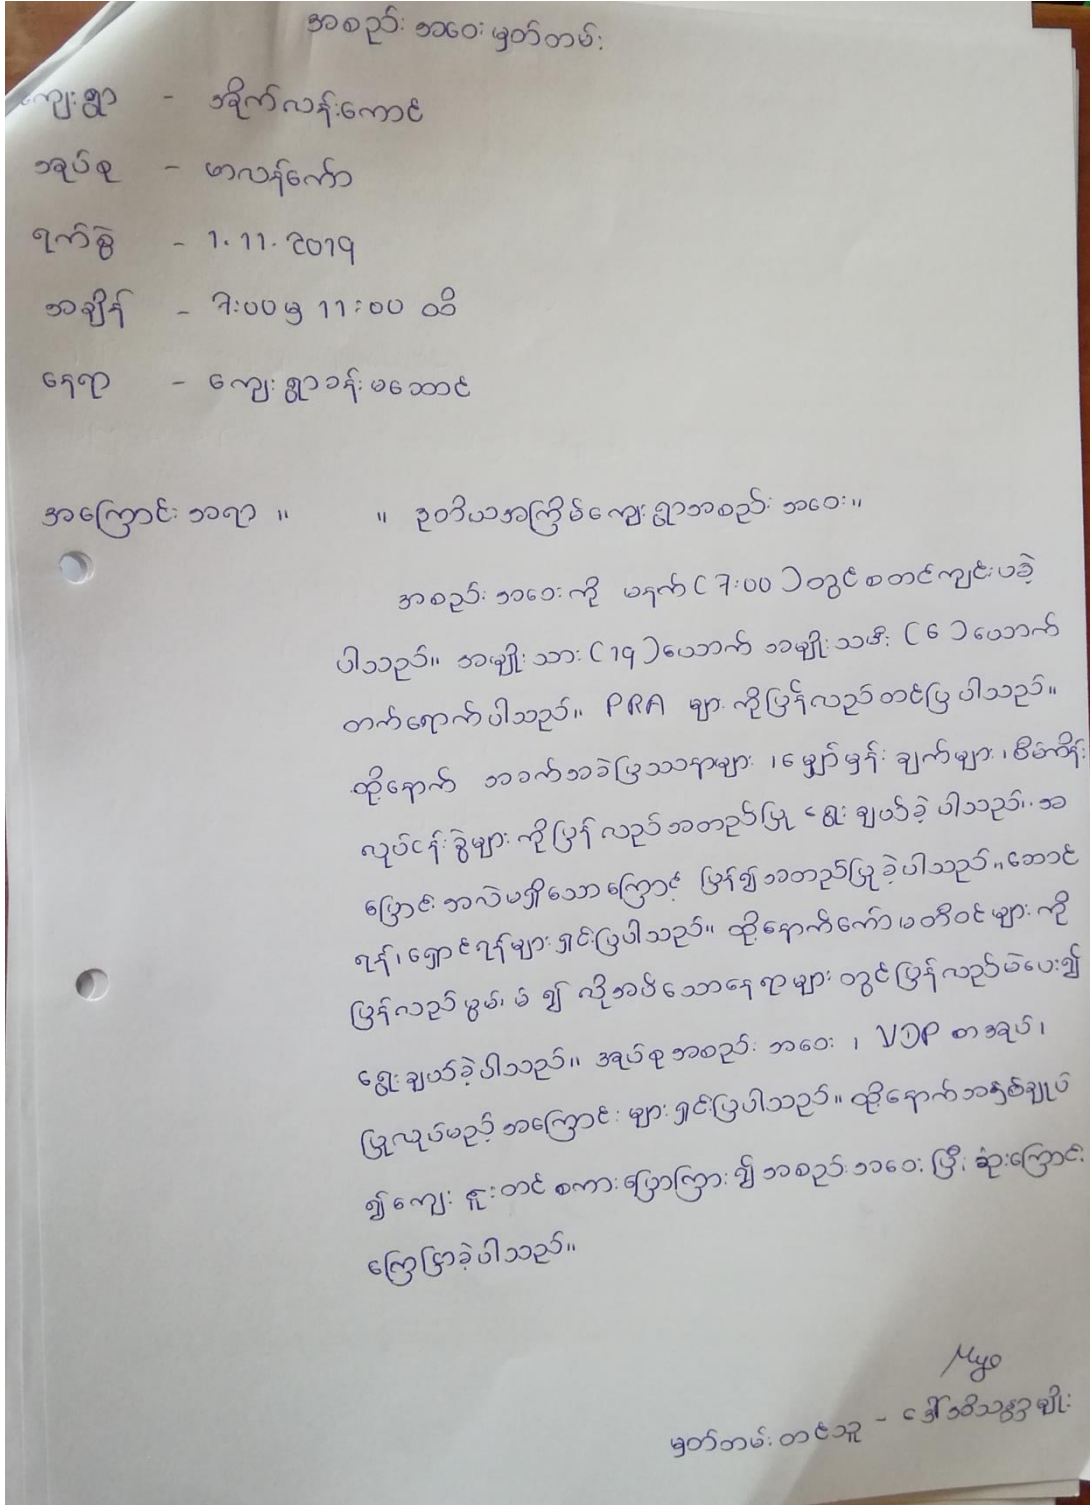 အစည်းအဝေးမှတ်တမ်း
ကျေးရွာ - အိုက်လန်းကောင်
အုပ်စု - ဖာလန်ကော်
ရက်စွဲ - 1.11.2019
အချိန် - 7:00 မှ 11:00 ထိ
နေရာ - ကျေးရွာခန်းမဆောင်
အကြောင်းအရာ ။ ။ ဒုတိယအကြိမ်ကျေးရွာအစည်းအဝေး။
အစည်းအဝေးကို မနက် (7:00) တွင် စတင်ကျင်းပခဲ့
ပါသည်။ အမျိုးသား (19) ယောက် အမျိုးသမီး (6) ယောက်
တက်ရောက်ပါသည်။ PRA များကိုပြန်လည်တင်ပြပါသည်။
ထို့နောက် အခက်အခဲပြဿနာများ ၊ မျှော်မှန်းချက်များ ၊ စီမံကိန်း
လုပ်ငန်းခွဲများကိုပြန်လည်အတည်ပြု ရွေးချယ်ခဲ့ပါသည်။ အ
ပြောင်းအလဲမရှိသောကြောင့် ပြန်၍အတည်ပြုခဲ့ပါသည်။ ဆောင်
ရန် ၊ ရှောင်ရန်များရှင်းပြပါသည်။ ထို့နောက်ကော်မတီဝင်များကို
ပြန်လည်မွမ်းမံ၍ လိုအပ်သောနေရာများတွင်ပြန်လည်မဲပေး၍
ရွေးချယ်ခဲ့ပါသည်။ အုပ်စုအစည်းအဝေး ၊ VDP စာအုပ် ၊
ပြုလုပ်မည့်အကြောင်းများရှင်းပြပါသည်။ ထို့နောက်အနှစ်ချုပ်
၍ကျေးဇူးတင်စကားပြောကြား၍အစည်းအဝေးပြီးဆုံးကြောင်း
ကြေငြာခဲ့ပါသည်။
Myo
မှတ်တမ်းတင်သူ - ဒေါ်အိသန္တာမျိုး